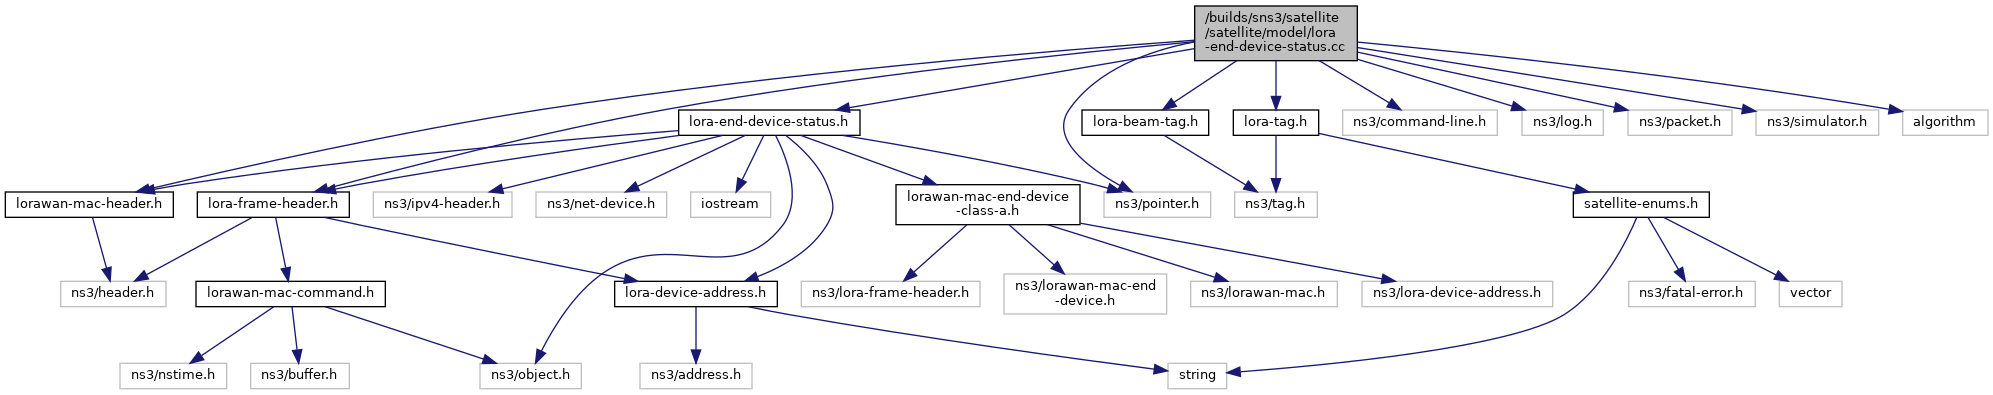 /builds/sns3/satellite
/satellite/model/lora
-end-device-status.cc
lora-end-device-status.h
lora-beam-tag.h
lora-tag.h
ns3/command-line.h
ns3/log.h
ns3/packet.h
ns3/simulator.h
algorithm
lorawan-mac-header.h
lora-frame-header.h
ns3/ipv4-header.h
ns3/net-device.h
iostream
lorawan-mac-end-device
-class-a.h
ns3/pointer.h
ns3/tag.h
satellite-enums.h
ns3/header.h
lorawan-mac-command.h
lora-device-address.h
ns3/lora-frame-header.h
ns3/lorawan-mac-end
-device.h
ns3/lorawan-mac.h
ns3/lora-device-address.h
ns3/fatal-error.h
vector
ns3/nstime.h
ns3/buffer.h
ns3/object.h
ns3/address.h
string